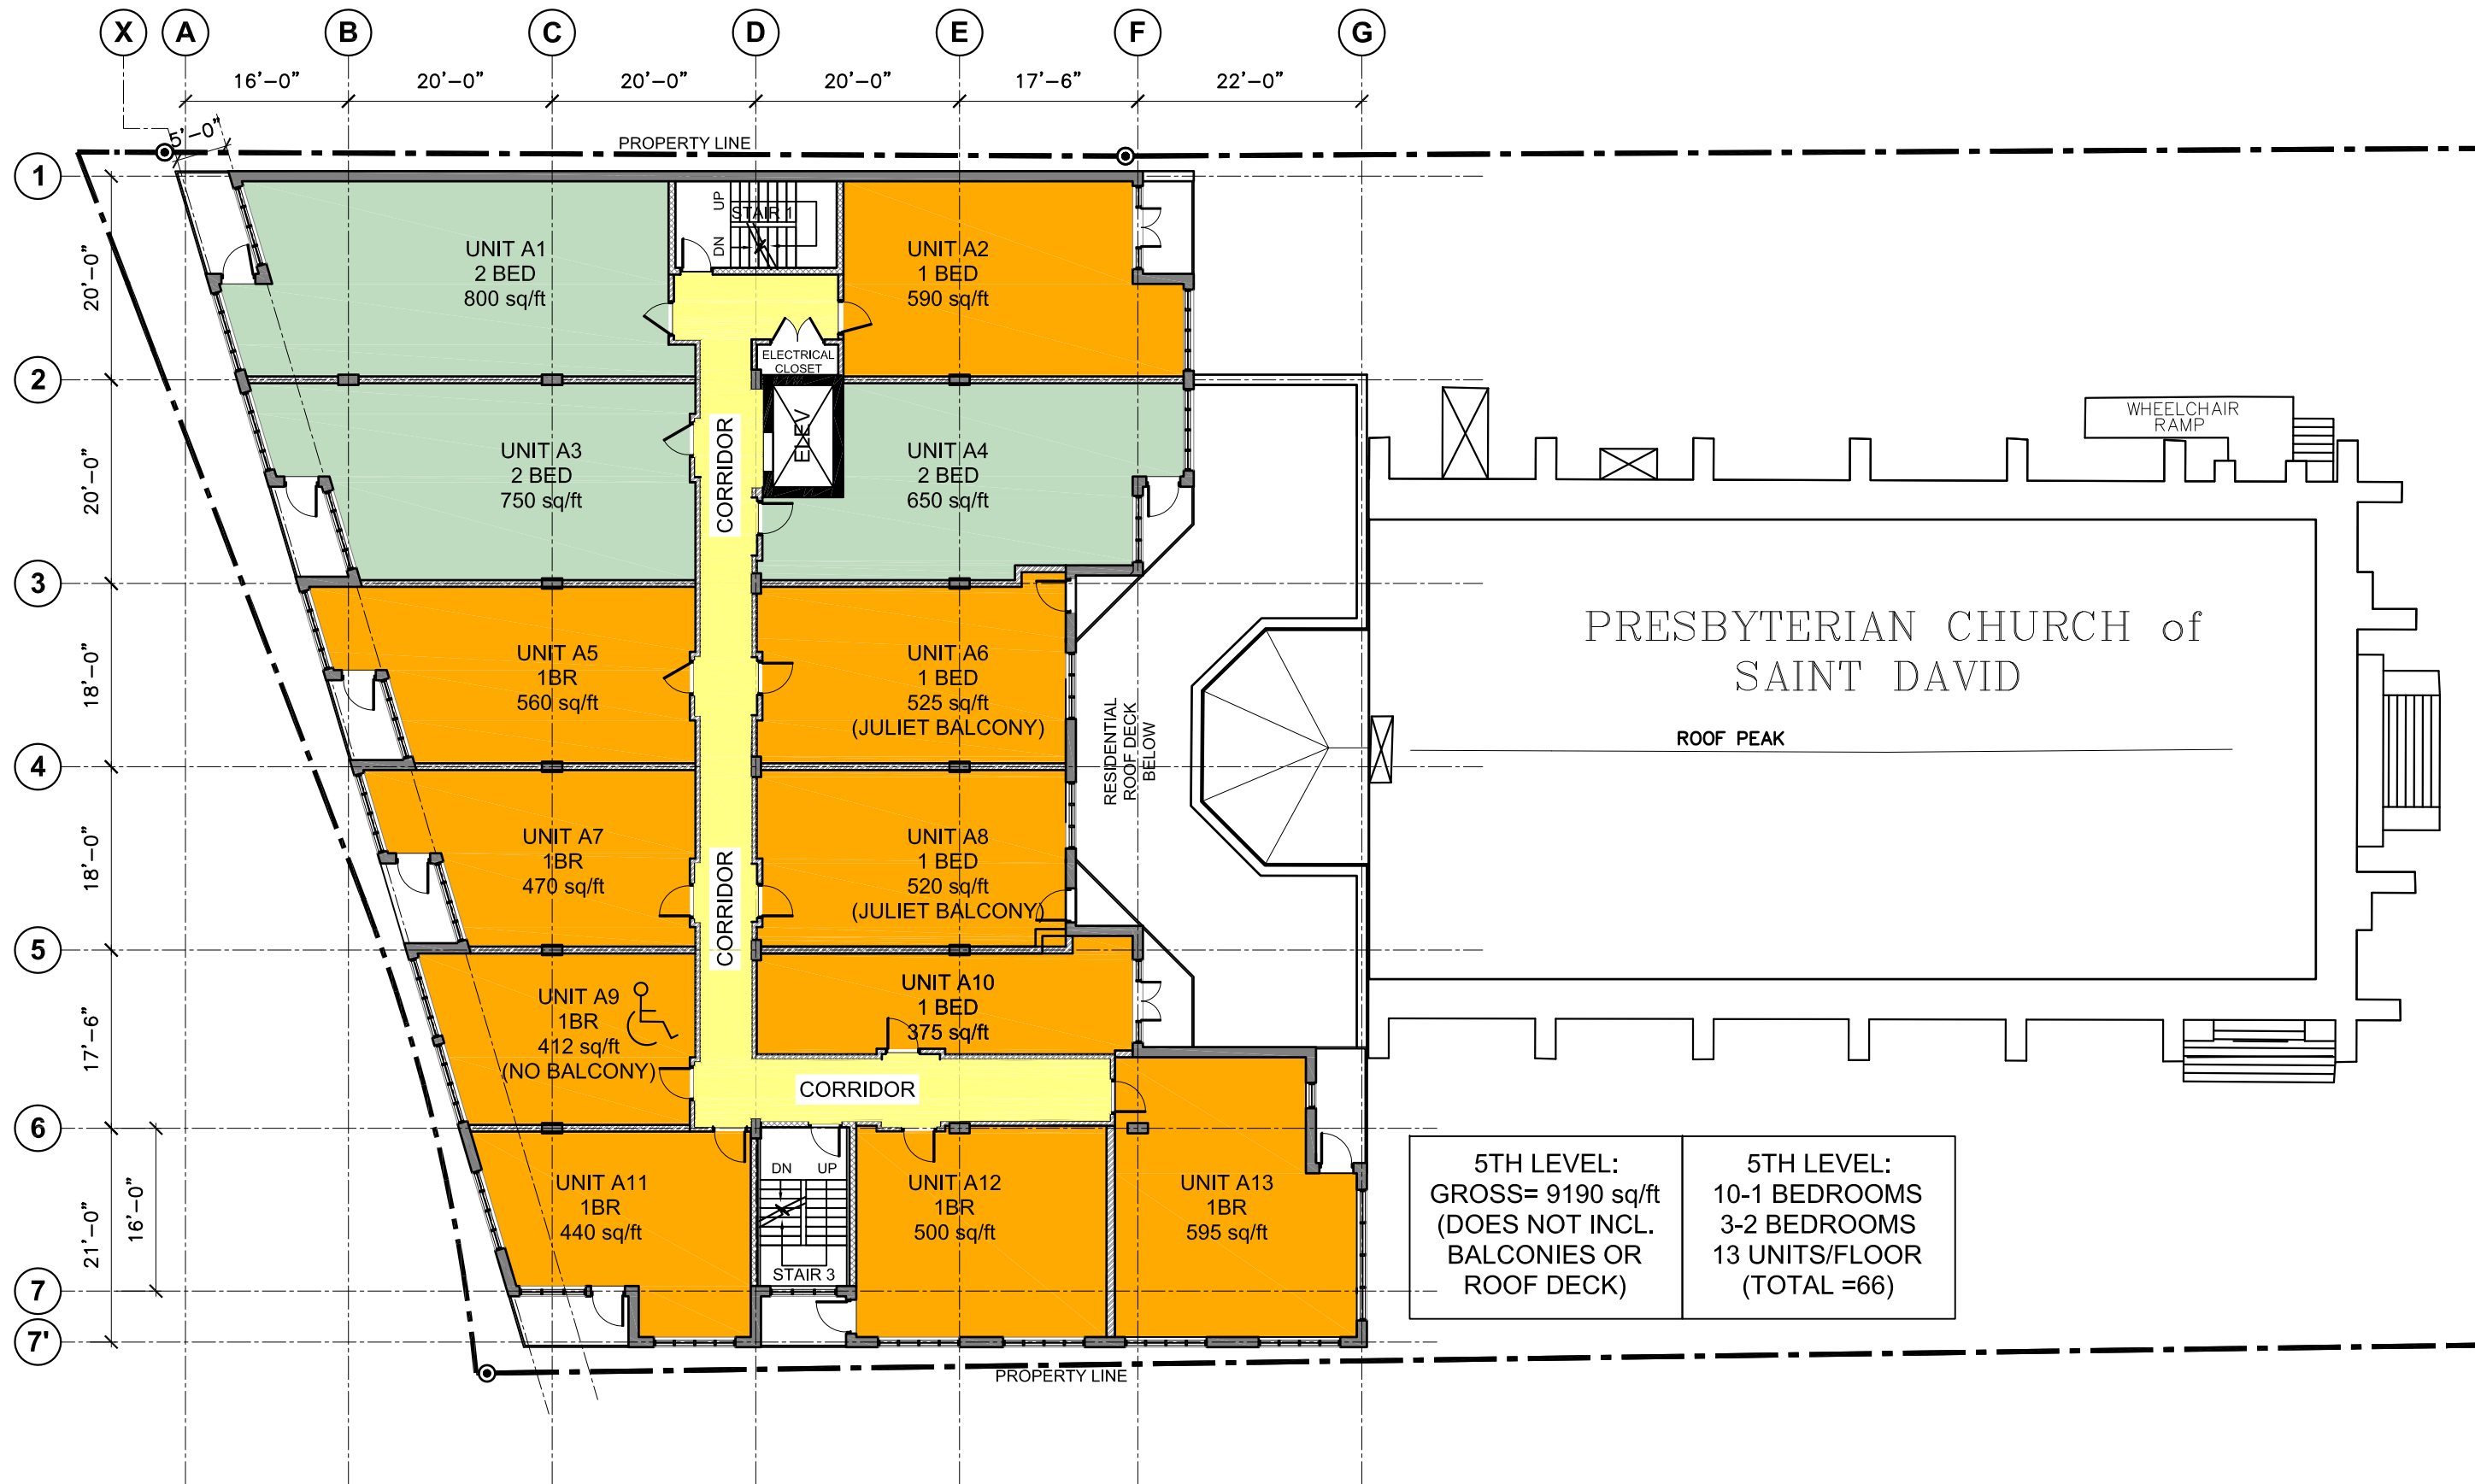 X
A
B
C
D
E
F
G
16'-0"
20'-0"
20'-0"
20'-0"
17'-6"
22'-0"
5'-0"
PROPERTY LINE
1
2
3
4
5
6
7
7'
20'-0"
20'-0"
18'-0"
18'-0"
17'-6"
21'-0"
16'-0"
UNIT A1
2 BED
800 sq/ft
UP
DN
STAIR 1
UNIT A2
1 BED
590 sq/ft
ELECTRICAL
CLOSET
ELEV
CORRIDOR
UNIT A3
2 BED
750 sq/ft
UNIT A4
2 BED
650 sq/ft
UNIT A5
1BR
560 sq/ft
UNIT A6
1 BED
525 sq/ft
(JULIET BALCONY)
RESIDENTIAL
ROOF DECK
BELOW
UNIT A7
1BR
470 sq/ft
CORRIDOR
UNIT A8
1 BED
520 sq/ft
(JULIET BALCONY)
UNIT A9
1BR
412 sq/ft
(NO BALCONY)
UNIT A10
1 BED
375 sq/ft
CORRIDOR
UNIT A11
1BR
440 sq/ft
DN
UP
STAIR 3
UNIT A12
1BR
500 sq/ft
UNIT A13
1BR
595 sq/ft
PROPERTY LINE
WHEELCHAIR
RAMP
PRESBYTERIAN CHURCH of
SAINT DAVID
ROOF PEAK
5TH LEVEL:
GROSS= 9190 sq/ft
(DOES NOT INCL.
BALCONIES OR
ROOF DECK)
5TH LEVEL:
10-1 BEDROOMS
3-2 BEDROOMS
13 UNITS/FLOOR
(TOTAL =66)